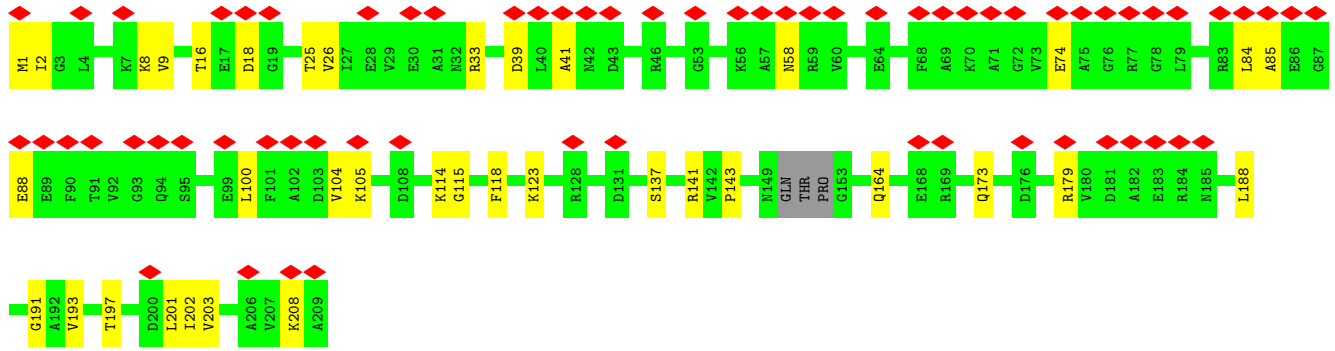 M1 I2 G3 L4 K7 K8 V9 T16 E17 D18 G19 T25 V26 I27 E28 V29 E30 A31 N32 R33 D39 L40 A41 N42 D43 R46 G53 K56 A57 N58 R59 V60 E64 F68 A69 K70 A71 G72 V73 E74 A75 G76 R77 G78 L79 R83 L84 A85 E86 G87
E88 E89 F90 T91 V92 G93 Q94 S95 E99 L100 F101 A102 D103 V104 K105 D108 K114 G115 F118 K123 R128 D131 S137 R141 V142 P143 N149 GLN THR PRO G153 Q164 E168 R169 Q173 D176 R179 V180 D181 A182 E183 R184 N185 L188
G191 A192 V193 T197 D200 L201 I202 V203 A206 V207 K208 A209